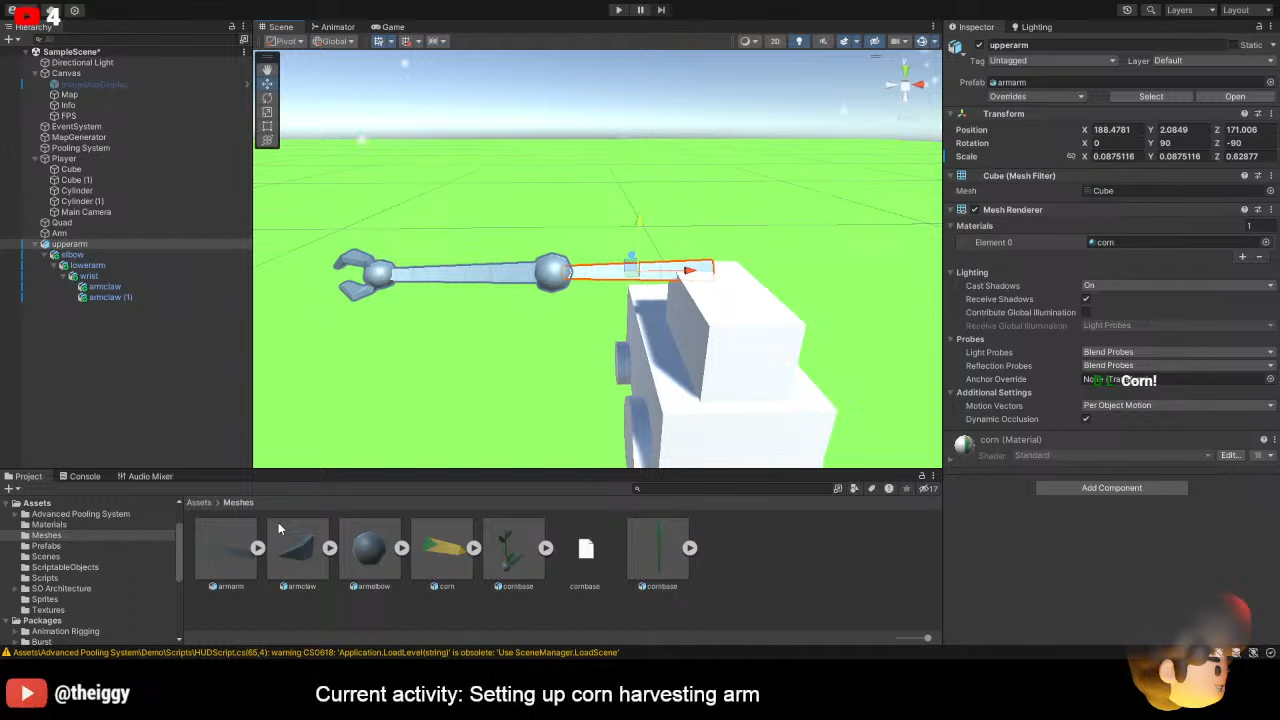 4
Layers
Layout
Hierarchy
All
SampleScene*
Directional Light
Canvas
ImageMapDisplay
Map
Info
FPS
EventSystem
MapGenerator
Pooling System
Player
Cube
Cube (1)
Cylinder
Cylinder (1)
Main Camera
Quad
Arm
upperarm
elbow
lowerarm
wrist
armclaw
armclaw (1)
Scene
Animator
Game
Pivot
Global
2D
y
Inspector
Lighting
upperarm
Static
Tag Untagged
Layer Default
Prefab armarm
Overrides
Select
Open
Transform
Position X 188.4781 Y 2.0849 Z 171.006
Rotation X 0 Y 90 Z -90
Scale X 0.0875116 Y 0.0875116 Z 0.62877
Cube (Mesh Filter)
Mesh Cube
Mesh Renderer
Materials 1
Element 0 corn
Lighting
Cast Shadows On
Receive Shadows
Contribute Global Illumination
Receive Global Illumination Light Probes
Probes
Light Probes Blend Probes
Reflection Probes Blend Probes
Anchor Override
Corn!
Additional Settings
Motion Vectors Per Object Motion
Dynamic Occlusion
corn (Material)
Shader Standard
Edit...
Add Component
Project
Console
Audio Mixer
17
Assets
Advanced Pooling System
Materials
Meshes
Prefabs
Scenes
ScriptableObjects
Scripts
SO Architecture
Sprites
Textures
Packages
Animation Rigging
Burst
Assets > Meshes
armarm
armclaw
armelbow
corn
cornbase
cornbase
cornbase
Assets\Advanced Pooling System\Demo\Scripts\HUDScript.cs(65,4): warning CS0618: 'Application.LoadLevel(string)' is obsolete: 'Use SceneManager.LoadScene'
@theiggy
Current activity: Setting up corn harvesting arm